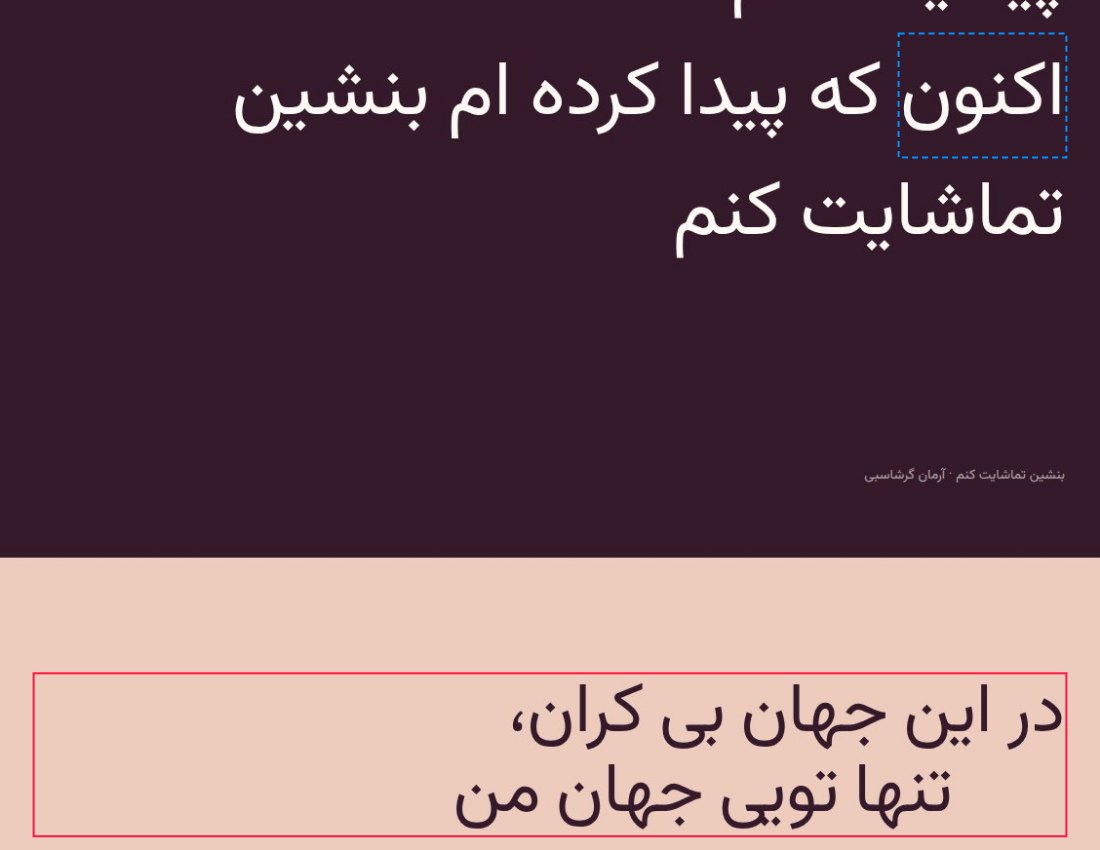 اکنون که پیدا کرده ام بنشین
تماشایت کنم
بنشین تماشایت کنم · آرمان گرشاسبی
در این جهان بی کران،
تنها تویی جهان من